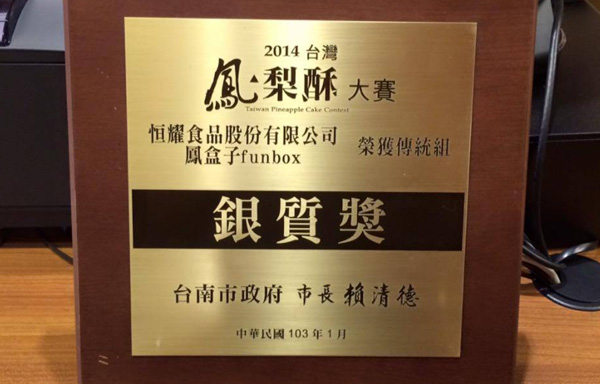 2014 台灣
鳳梨酥大賽
Taiwan Pineapple Cake Contest
恒耀食品股份有限公司
鳳盒子funbox
榮獲傳統組
銀質獎
台南市政府 市長 賴清德
中華民國 103 年 1 月